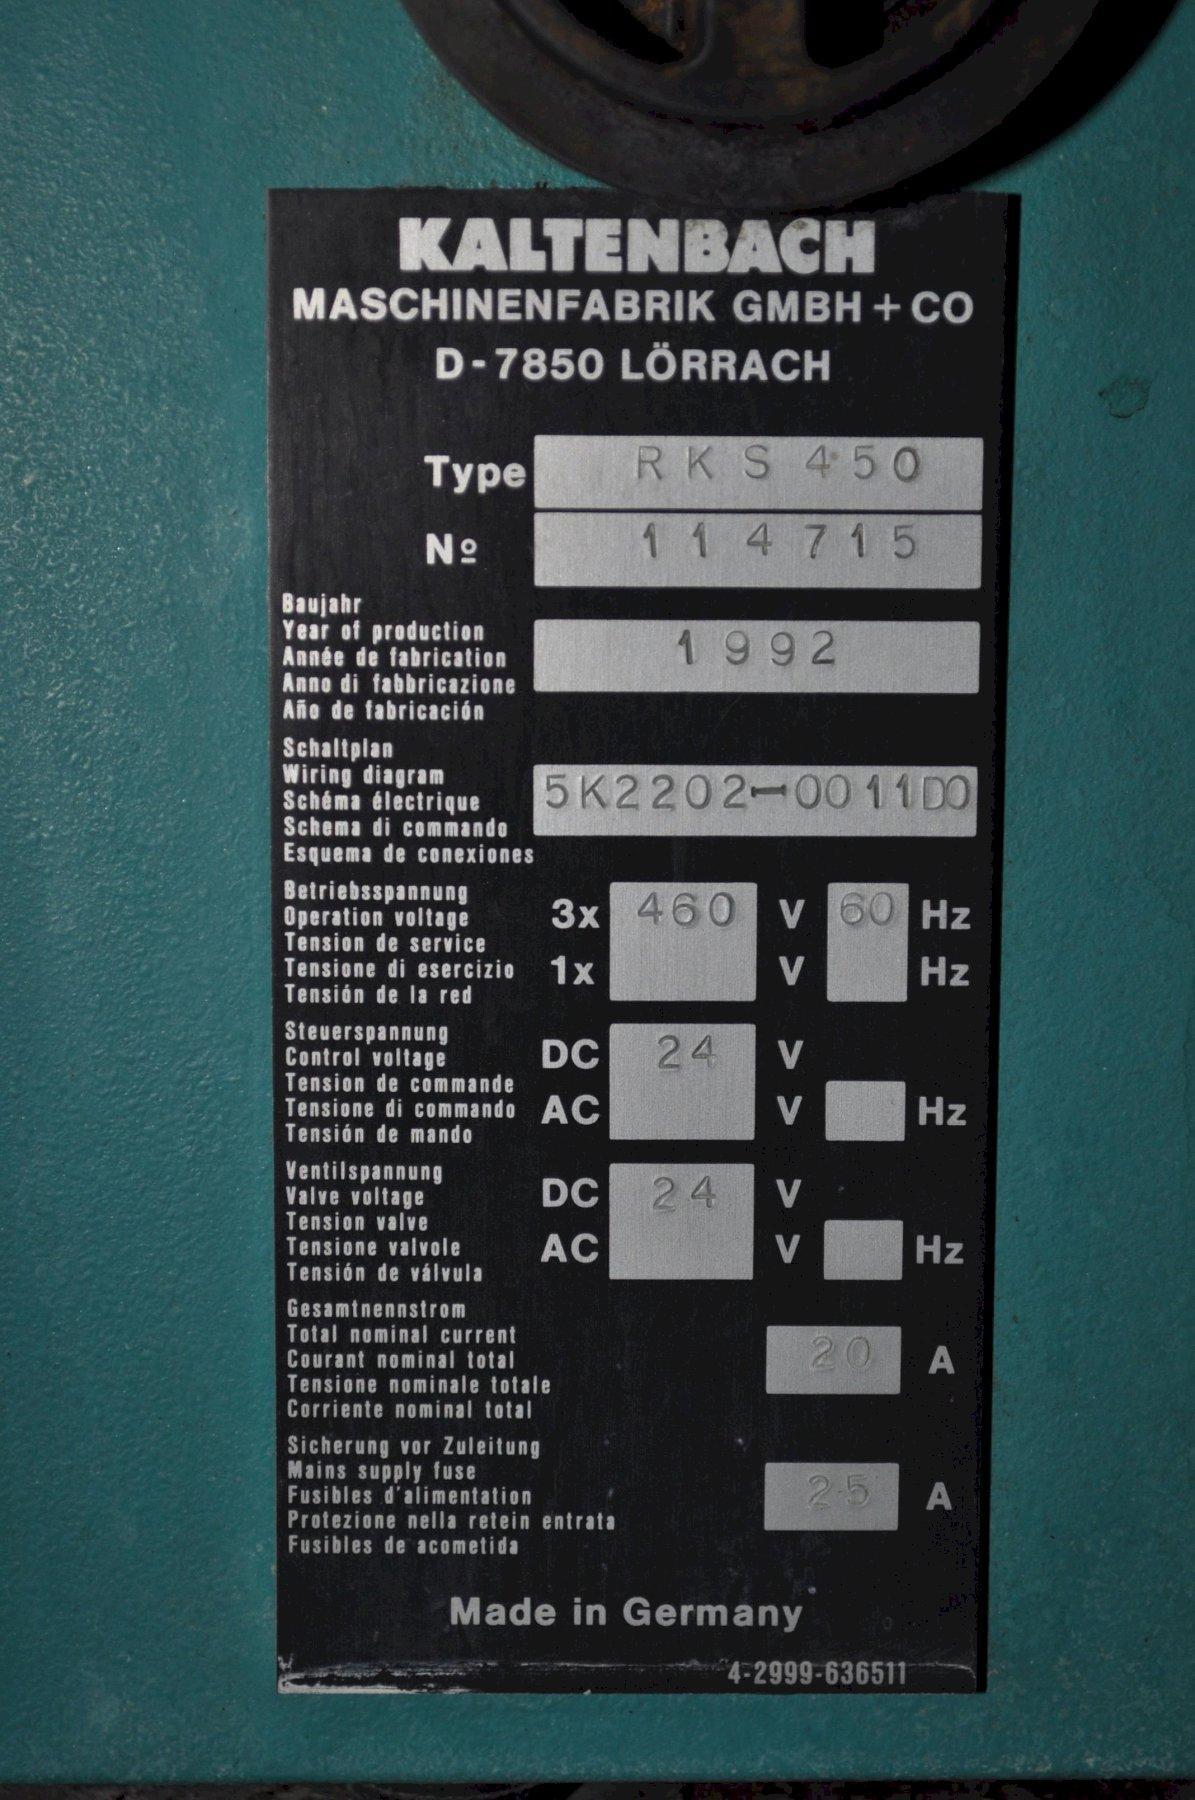 KALTENBACH
MASCHINENFABRIK GMBH + CO
D-7850 LÖRRACH
Type RKS 450
Nº 114715
Baujahr
Year of production
Année de fabrication
Anno di fabbricazione
Año de fabricación
1992
Schaltplan
Wiring diagram
Schéma électrique
Schema di commando
Esquema de conexiones
5K2202-0011D0
Betriebsspannung
Operation voltage
Tension de service
Tensione di esercizio
Tensión de la red
3x 460 V 60 Hz
1x V Hz
Steuerspannung
Control voltage
Tension de commande
Tensione di commando
Tensión de mando
DC 24 V
AC V Hz
Ventilspannung
Valve voltage
Tension valve
Tensione valvole
Tensión de válvula
DC 24 V
AC V Hz
Gesamtnennstrom
Total nominal current
Courant nominal total
Tensione nominale totale
Corriente nominal total
20 A
Sicherung vor Zuleitung
Mains supply fuse
Fusibles d'alimentation
Protezione nella retein entrata
Fusibles de acometida
25 A
Made in Germany
4-2999-636511